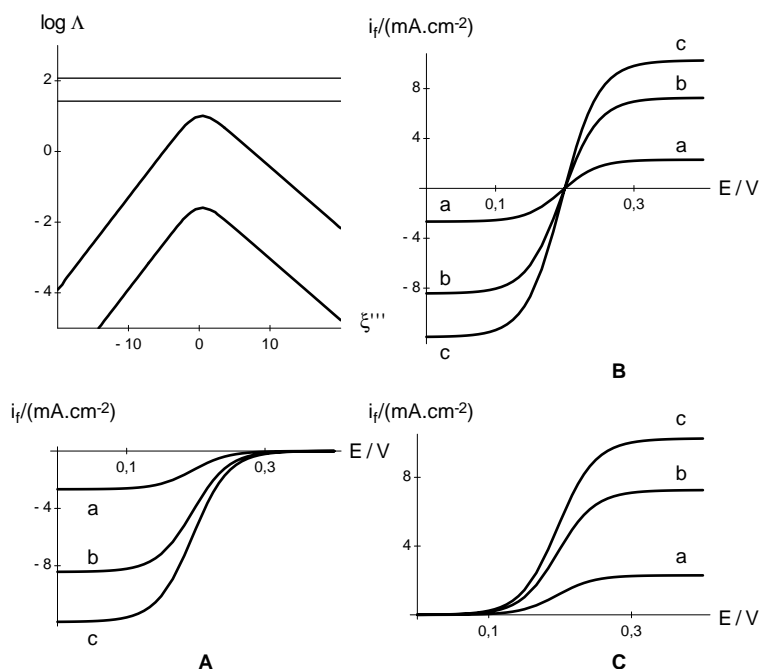 log Λ
2
0
- 2
- 4
- 10
0
10
ξ'''
i_f/(mA.cm-2)
8
4
- 4
- 8
0,1
0,3
E / V
c
b
a
a
b
c
B
i_f/(mA.cm-2)
- 4
- 8
0,1
0,3
E / V
a
b
c
A
i_f/(mA.cm-2)
8
4
0,1
0,3
E / V
c
b
a
C